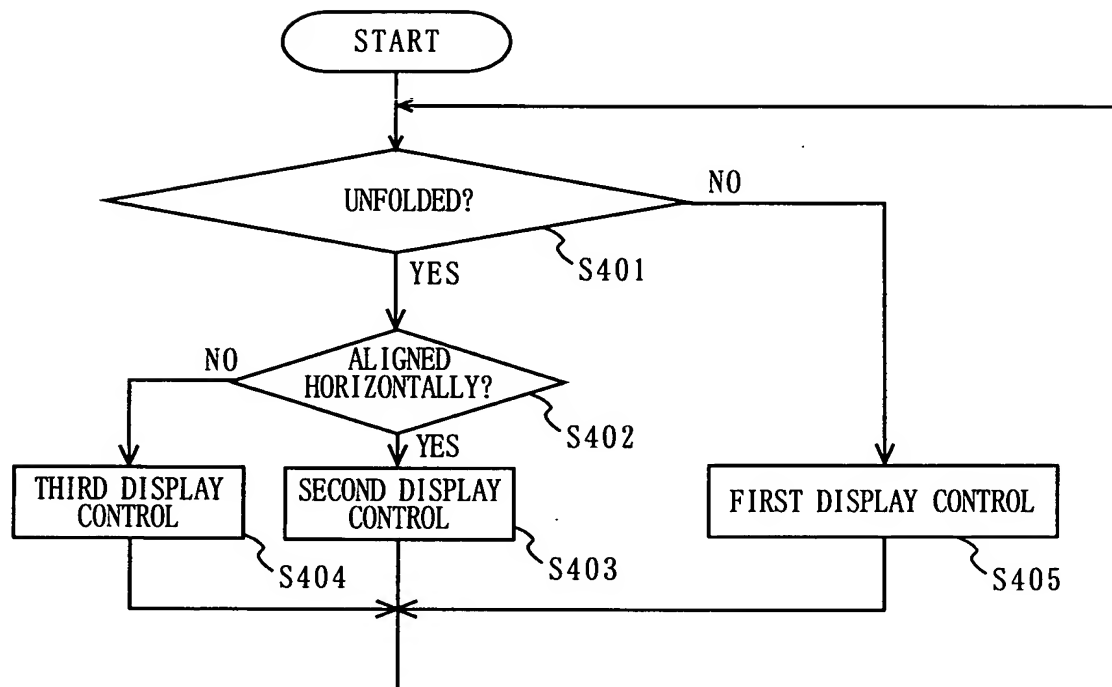 START
UNFOLDED?
NO
S401
YES
NO
ALIGNED
HORIZONTALLY?
S402
YES
THIRD DISPLAY
CONTROL
SECOND DISPLAY
CONTROL
FIRST DISPLAY CONTROL
S404
S403
S405